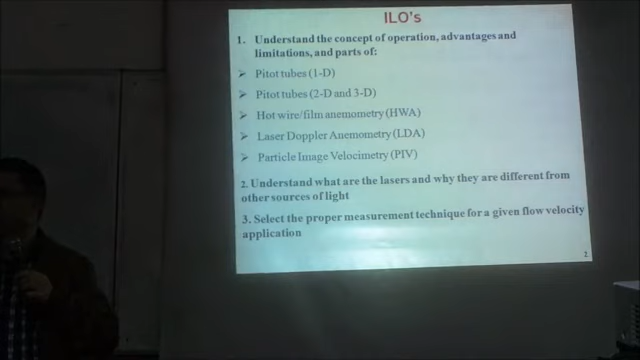 ILO's
1. Understand the concept of operation, advantages and
limitations, and parts of:
➢ Pitot tubes (1-D)
➢ Pitot tubes (2-D and 3-D)
➢ Hot wire/film anemometry (HWA)
➢ Laser Doppler Anemometry (LDA)
➢ Particle Image Velocimetry (PIV)
2. Understand what are the lasers and why they are different from
other sources of light
3. Select the proper measurement technique for a given flow velocity
application
2